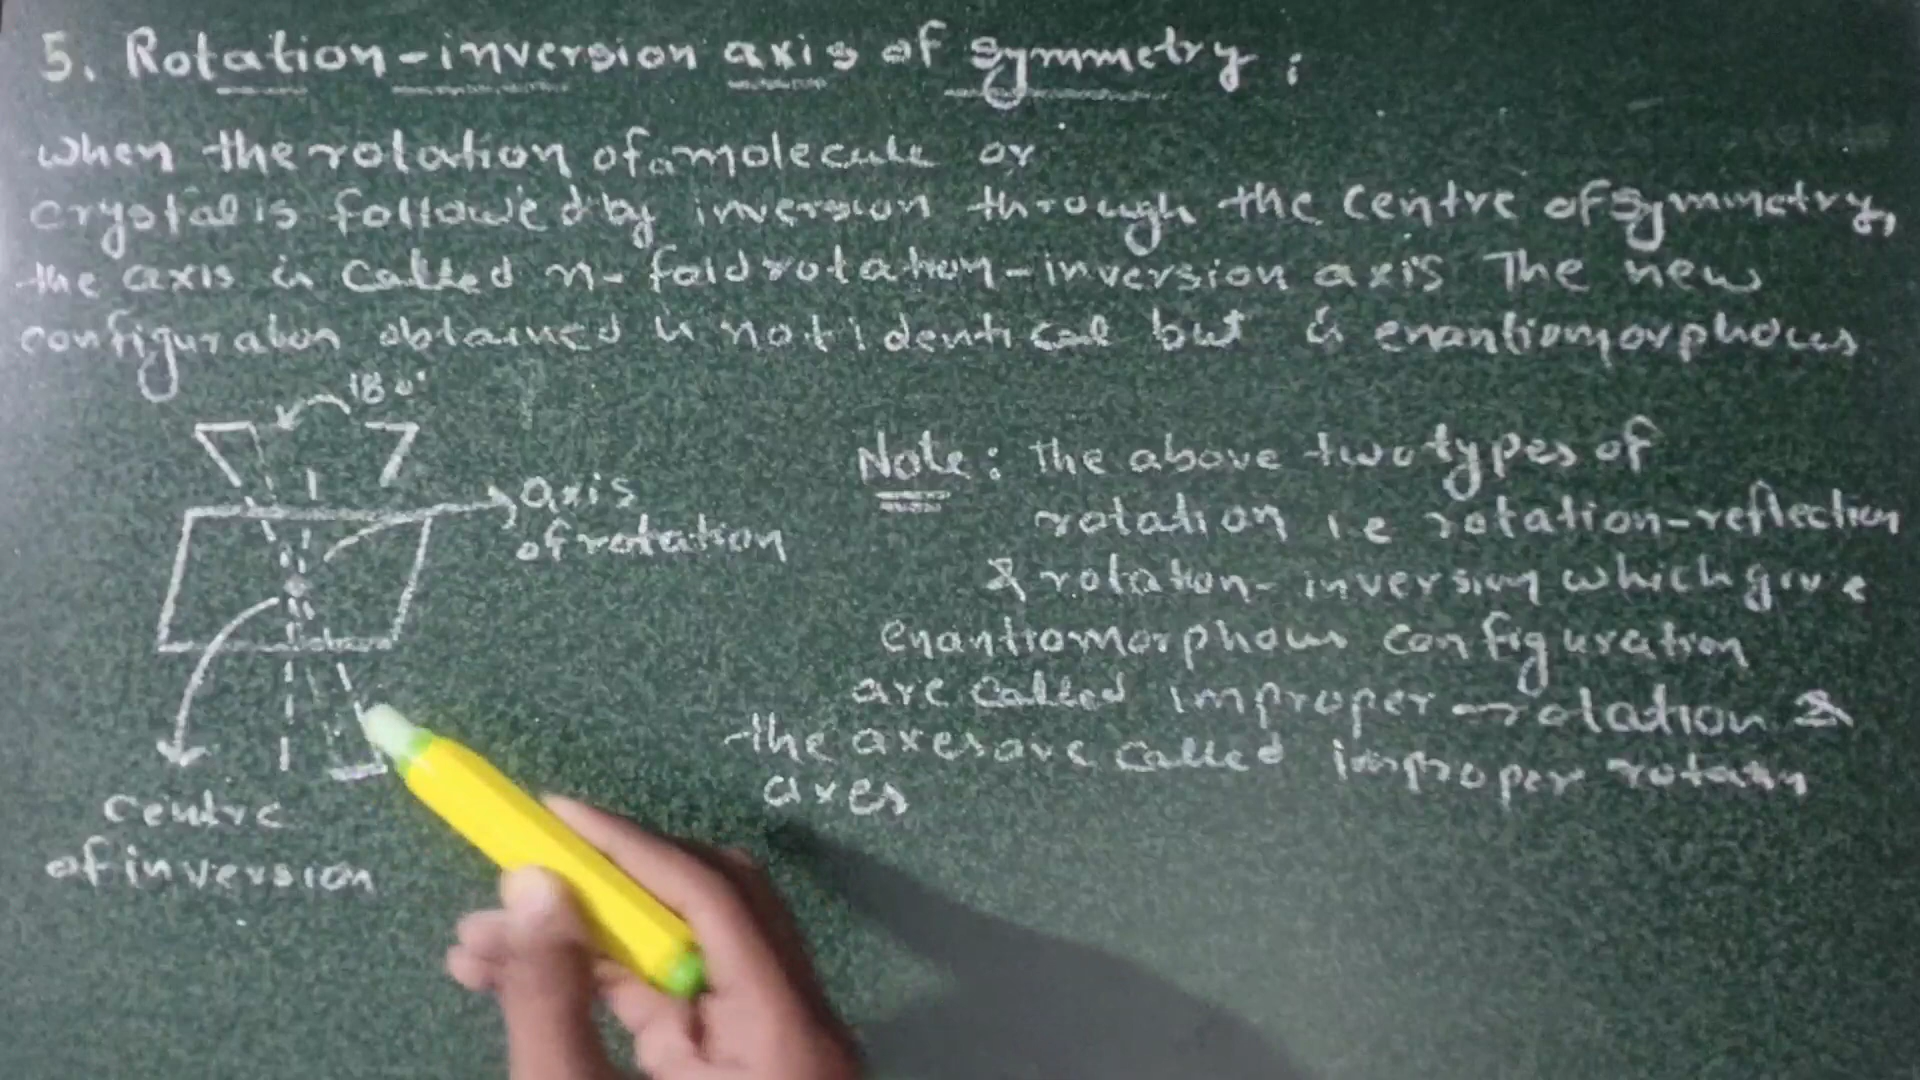 5. Rotation-inversion axis of symmetry:
when the rotation of a molecule or
crystal is followed by inversion through the centre of symmetry,
the axis is called n-fold rotation-inversion axis The new
configuration obtained is not identical but is enantiomorphous
180°
axis
of rotation
centre
of inversion
Note: The above two types of
rotation i.e rotation-reflection
& rotation-inversion which give
enantiomorphous configuration
are called improper-rotation &
the axes are called improper rotation
axes